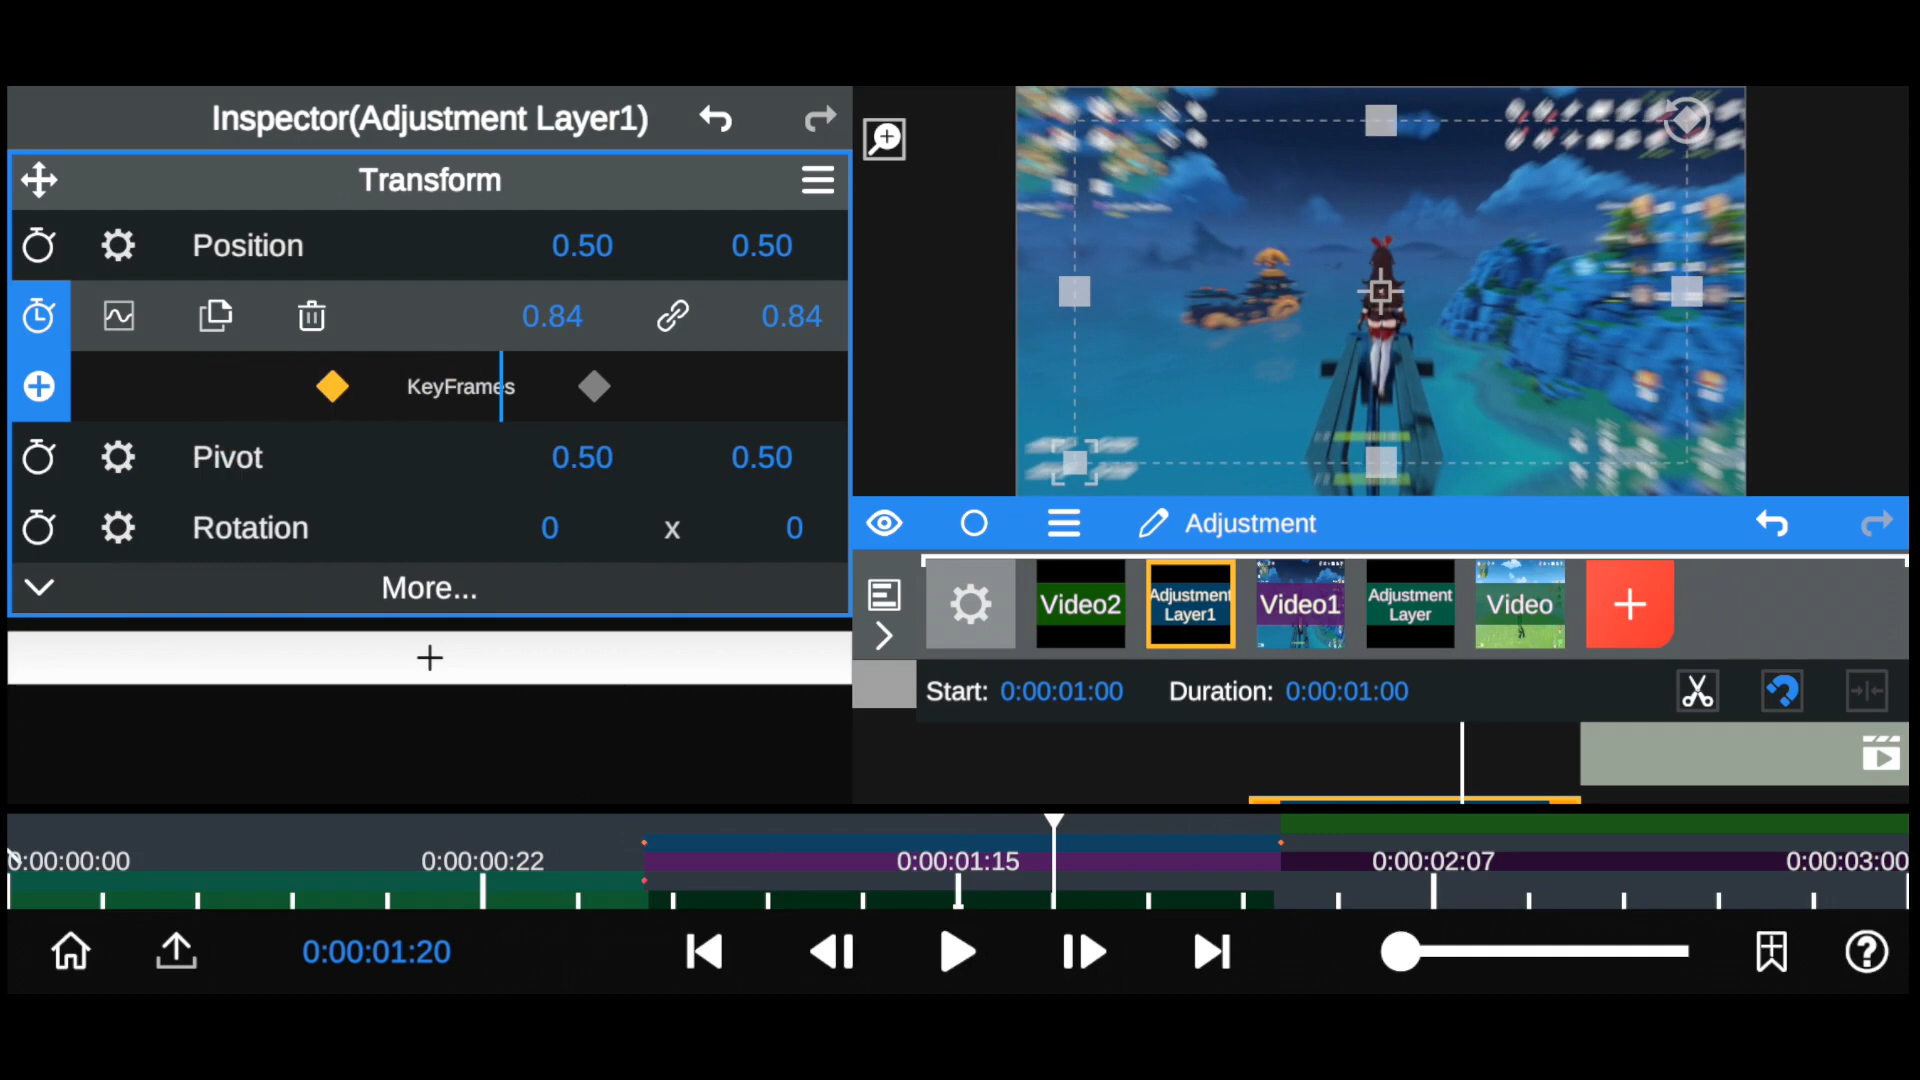 Inspector(Adjustment Layer1)
Transform
Position 0.50 0.50
0.84 0.84
KeyFrames
Pivot 0.50 0.50
Rotation 0 x 0
More...
+
Adjustment
Video2
Adjustment
Layer1
Video1
Adjustment
Layer
Video
+
Start: 0:00:01:00 Duration: 0:00:01:00
0:00:00:00 0:00:00:22 0:00:01:15 0:00:02:07 0:00:03:00
0:00:01:20